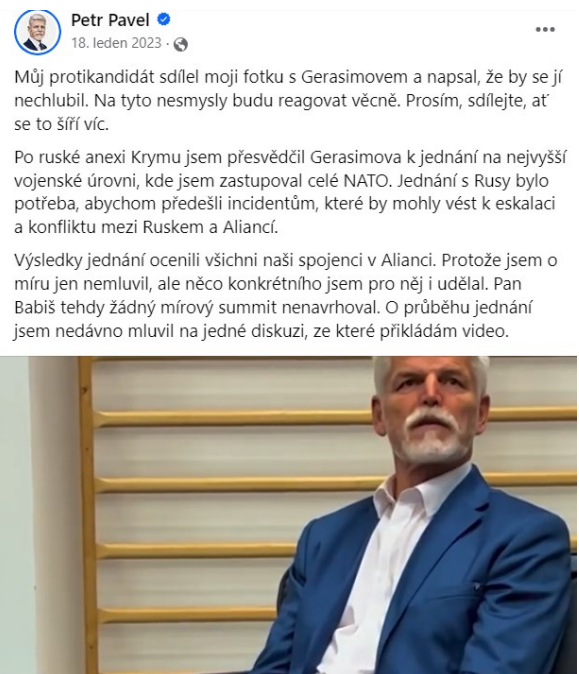 Petr Pavel
18. leden 2023 ·
Můj protikandidát sdílel moji fotku s Gerasimovem a napsal, že by se jí
nechlubil. Na tyto nesmysly budu reagovat věcně. Prosím, sdílejte, ať
se to šíří víc.
Po ruské anexi Krymu jsem přesvědčil Gerasimova k jednání na nejvyšší
vojenské úrovni, kde jsem zastupoval celé NATO. Jednání s Rusy bylo
potřeba, abychom předešli incidentům, které by mohly vést k eskalaci
a konfliktu mezi Ruskem a Aliancí.
Výsledky jednání ocenili všichni naši spojenci v Alianci. Protože jsem o
míru jen nemluvil, ale něco konkrétního jsem pro něj i udělal. Pan
Babiš tehdy žádný mírový summit nenavrhoval. O průběhu jednání
jsem nedávno mluvil na jedné diskuzi, ze které přikládám video.